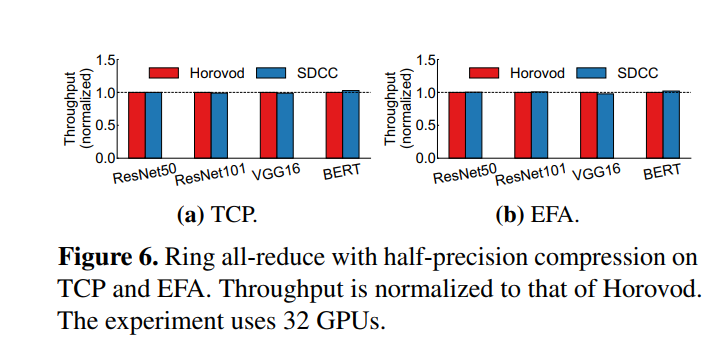 1.5
1.0
0.5
0.0
Throughput
(normalized)
Horovod SDCC
ResNet50 ResNet101 VGG16 BERT
(a) TCP.
1.5
1.0
0.5
0.0
Throughput
(normalized)
Horovod SDCC
ResNet50 ResNet101 VGG16 BERT
(b) EFA.
Figure 6. Ring all-reduce with half-precision compression on
TCP and EFA. Throughput is normalized to that of Horovod.
The experiment uses 32 GPUs.